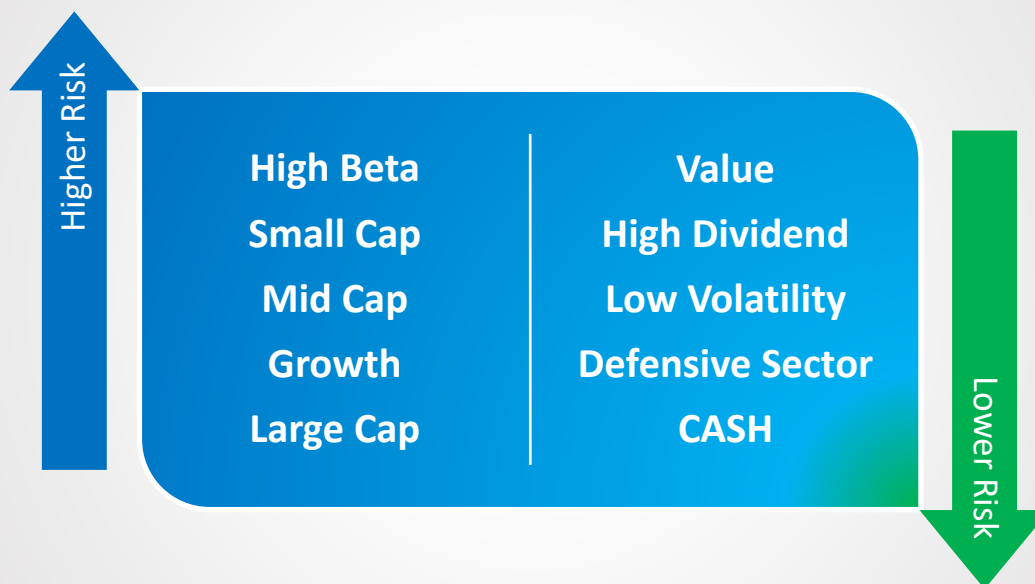 Higher Risk
High Beta
Small Cap
Mid Cap
Growth
Large Cap
Value
High Dividend
Low Volatility
Defensive Sector
CASH
Lower Risk